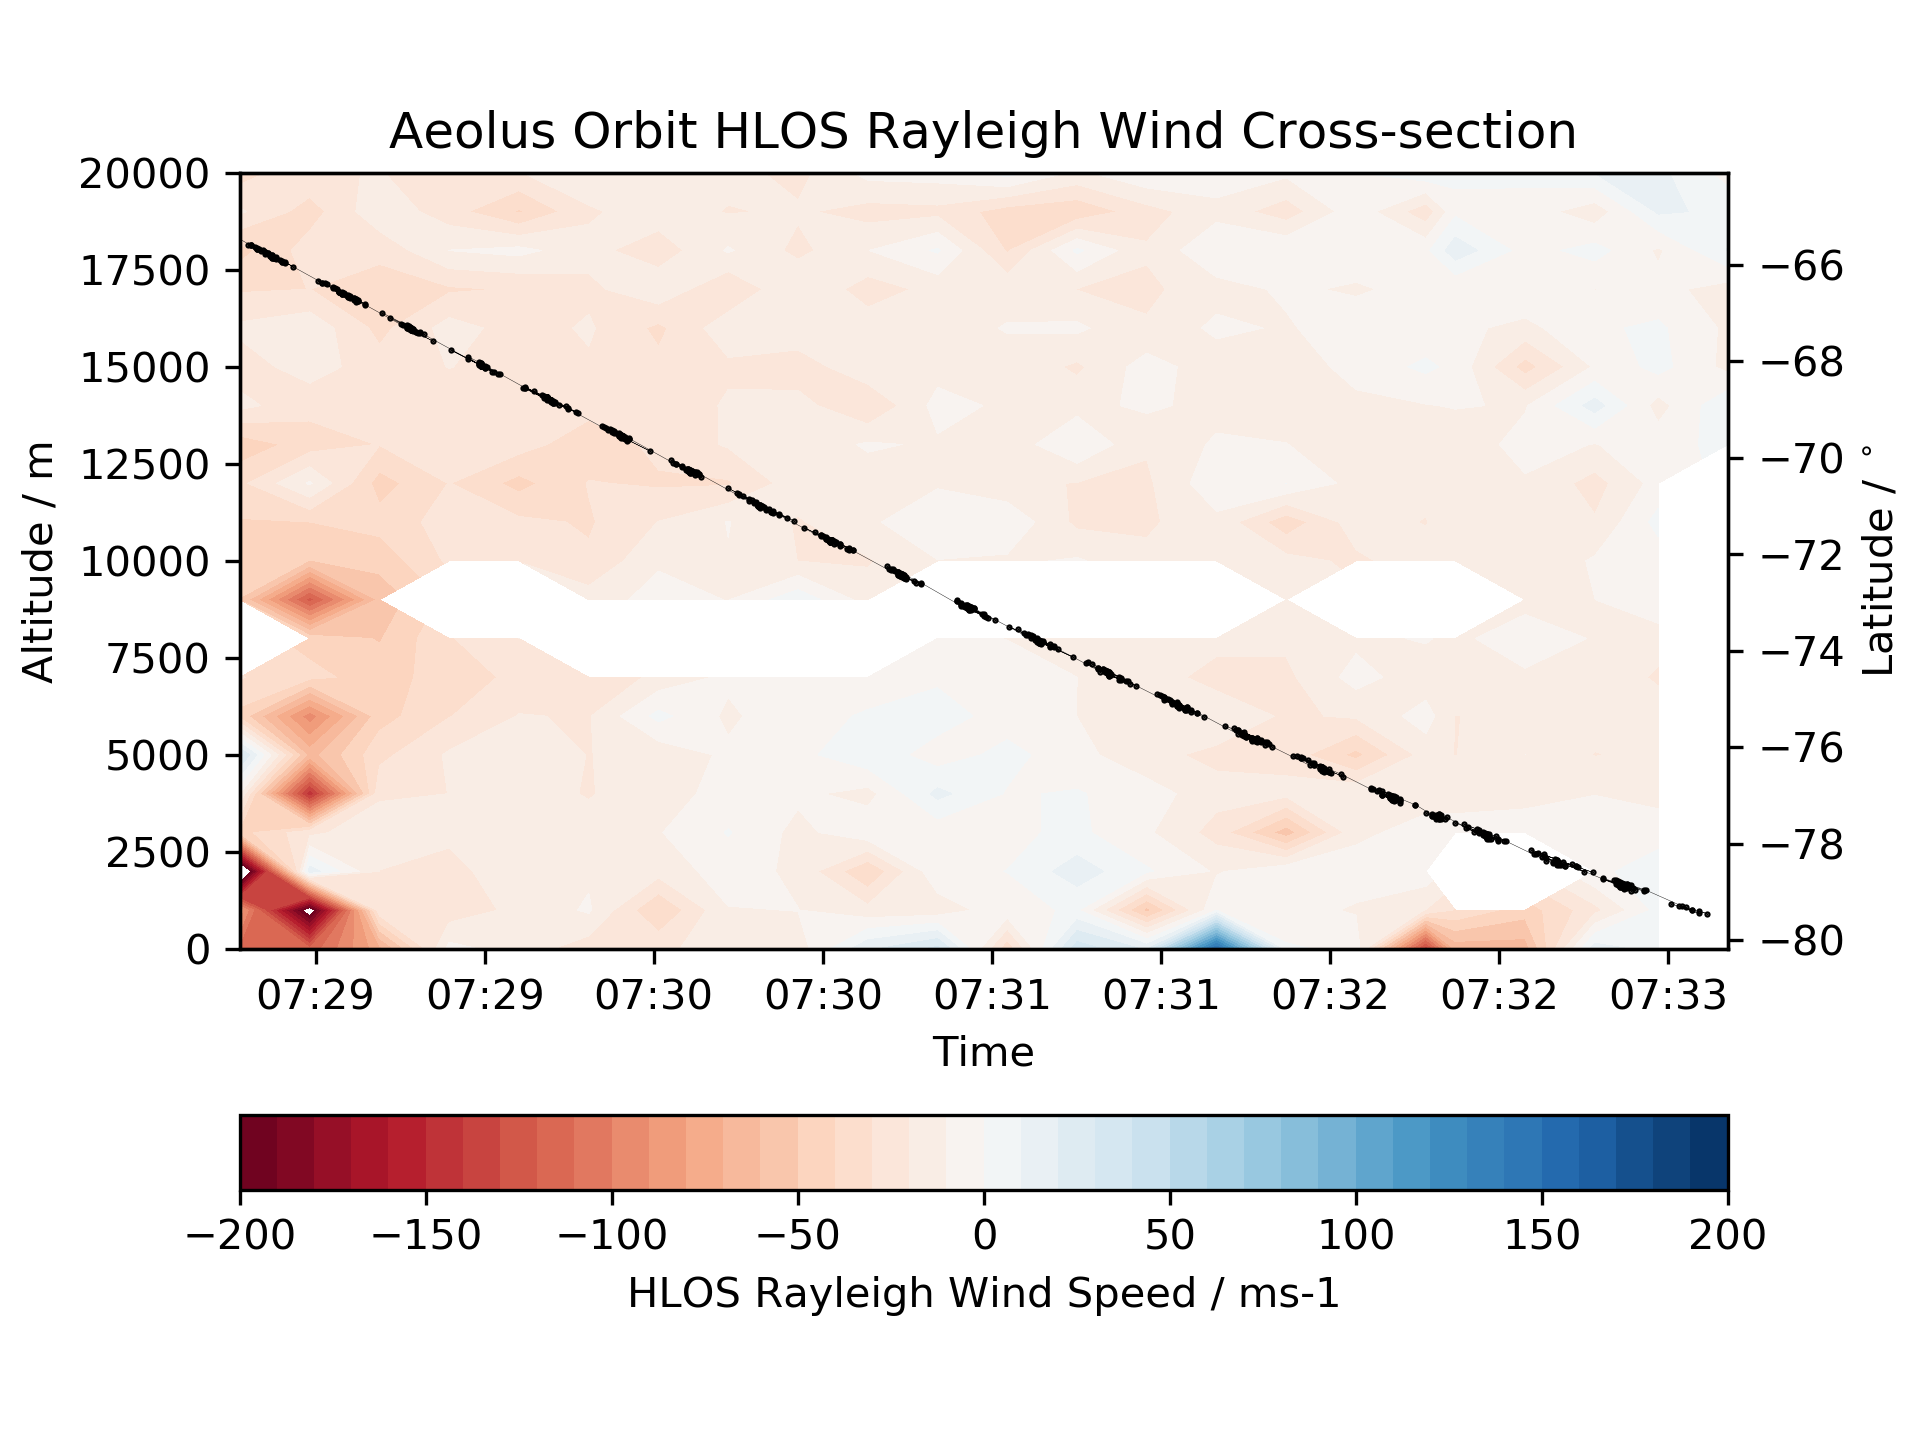 Aeolus Orbit HLOS Rayleigh Wind Cross-section
20000
17500
15000
12500
10000
7500
5000
2500
0
Altitude / m
−66
−68
−70
−72
−74
−76
−78
−80
Latitude / °
07:29 07:29 07:30 07:30 07:31 07:31 07:32 07:32 07:33
Time
−200 −150 −100 −50 0 50 100 150 200
HLOS Rayleigh Wind Speed / ms-1